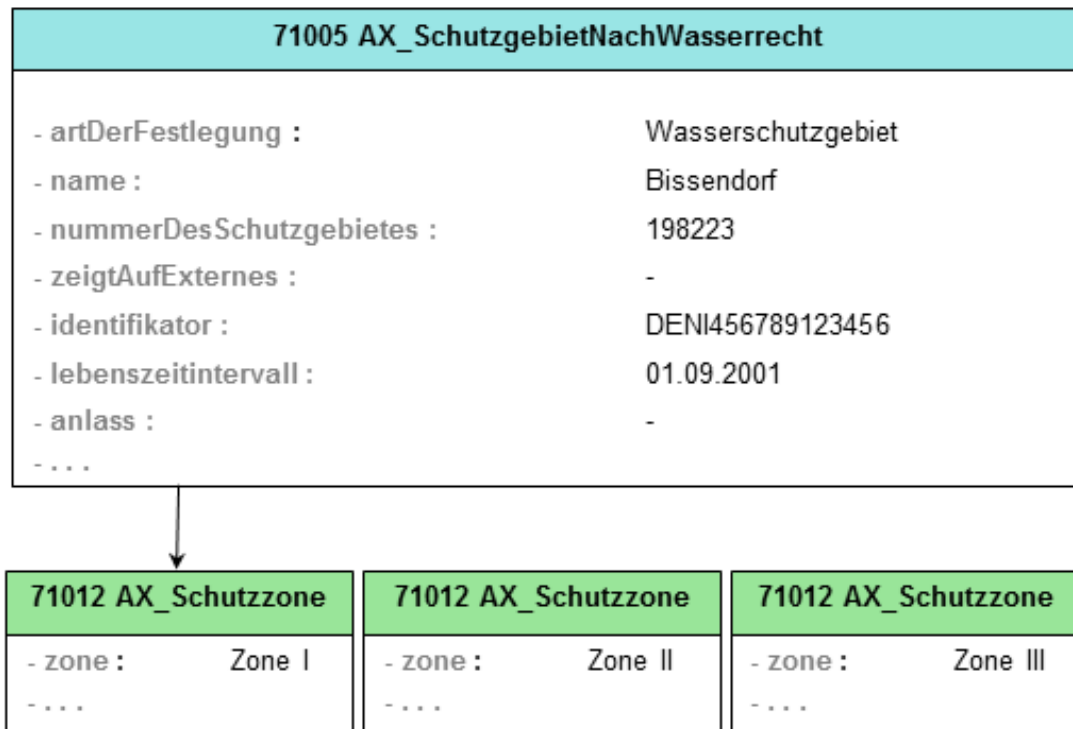 71005 AX_SchutzgebietNachWasserrecht
- artDerFestlegung : Wasserschutzgebiet
- name : Bissendorf
- nummerDesSchutzgebietes : 198223
- zeigtAufExternes : -
- identifikator : DENI456789123456
- lebenszeitintervall : 01.09.2001
- anlass : -
- . . .
71012 AX_Schutzzone 71012 AX_Schutzzone 71012 AX_Schutzzone
- zone : Zone I - zone : Zone II - zone : Zone III
- . . . - . . . - . . .